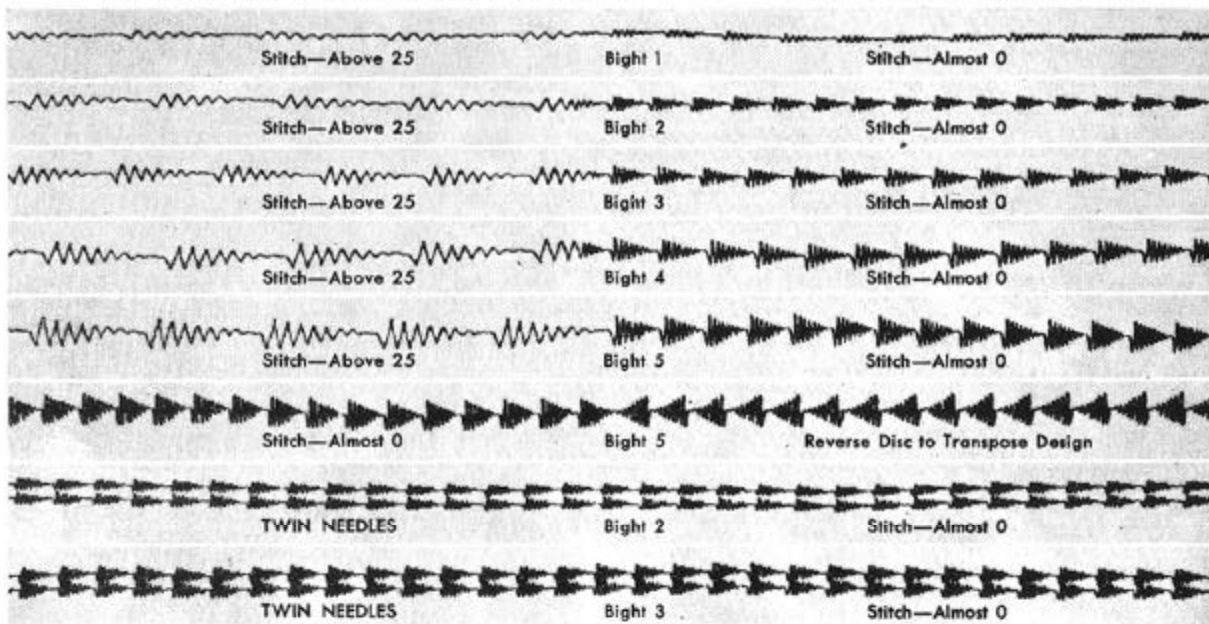 Stitch—Above 25 Bight 1 Stitch—Almost 0
Stitch—Above 25 Bight 2 Stitch—Almost 0
Stitch—Above 25 Bight 3 Stitch—Almost 0
Stitch—Above 25 Bight 4 Stitch—Almost 0
Stitch—Above 25 Bight 5 Stitch—Almost 0
Stitch—Almost 0 Bight 5 Reverse Disc to Transpose Design
TWIN NEEDLES Bight 2 Stitch—Almost 0
TWIN NEEDLES Bight 3 Stitch—Almost 0